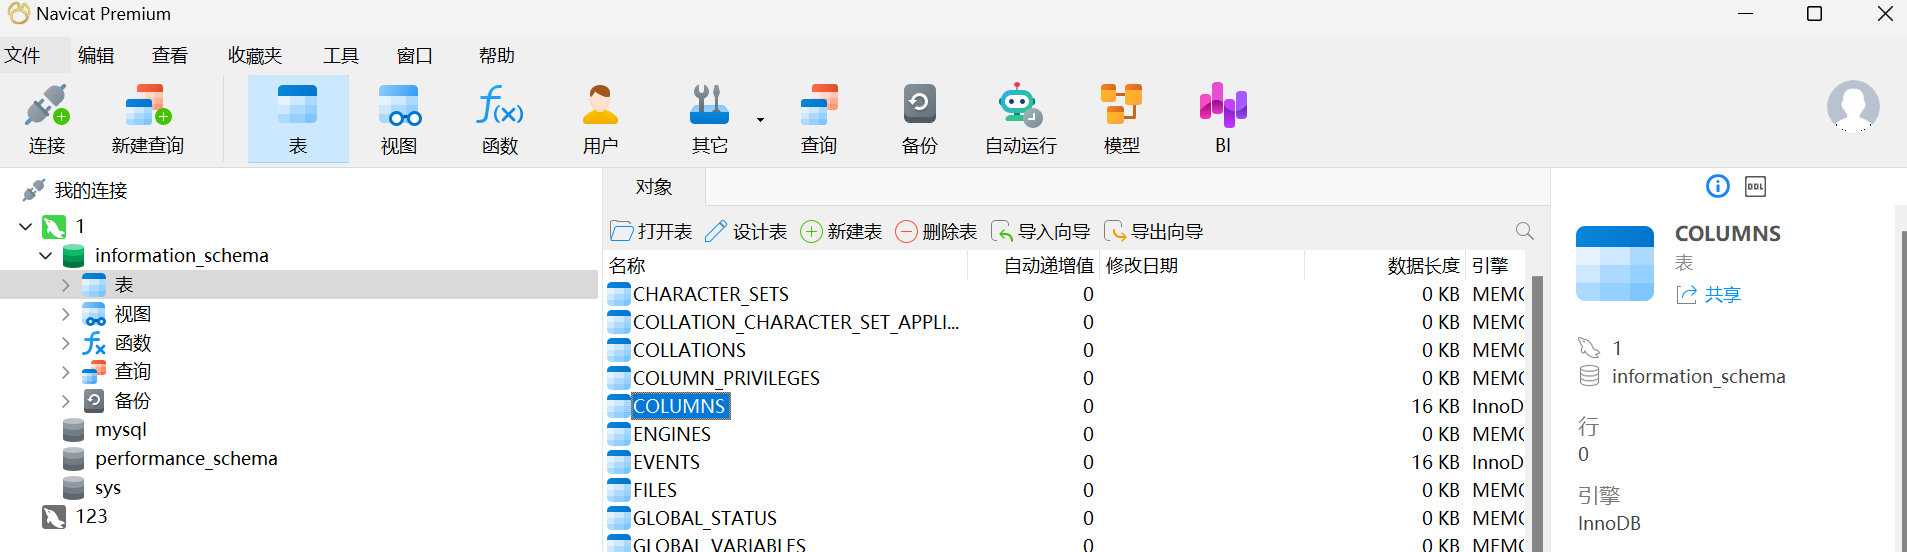 Navicat Premium
文件 编辑 查看 收藏夹 工具 窗口 帮助
连接 新建查询 表 视图 函数 用户 其它 查询 备份 自动运行 模型 BI
f(x)
我的连接
1
information_schema
表
视图
函数
查询
备份
mysql
performance_schema
sys
123
对象
打开表 设计表 新建表 删除表 导入向导 导出向导
名称 自动递增值 修改日期 数据长度 引擎
CHARACTER_SETS 0 0 KB MEMO
COLLATION_CHARACTER_SET_APPLI... 0 0 KB MEMO
COLLATIONS 0 0 KB MEMO
COLUMN_PRIVILEGES 0 0 KB MEMO
COLUMNS 0 16 KB InnoD
ENGINES 0 0 KB MEMO
EVENTS 0 16 KB InnoD
FILES 0 0 KB MEMO
GLOBAL_STATUS 0 0 KB MEMO
GLOBAL_VARIABLES 0 0 KB MEMO
DDL
COLUMNS
表
共享
1
information_schema
行
0
引擎
InnoDB